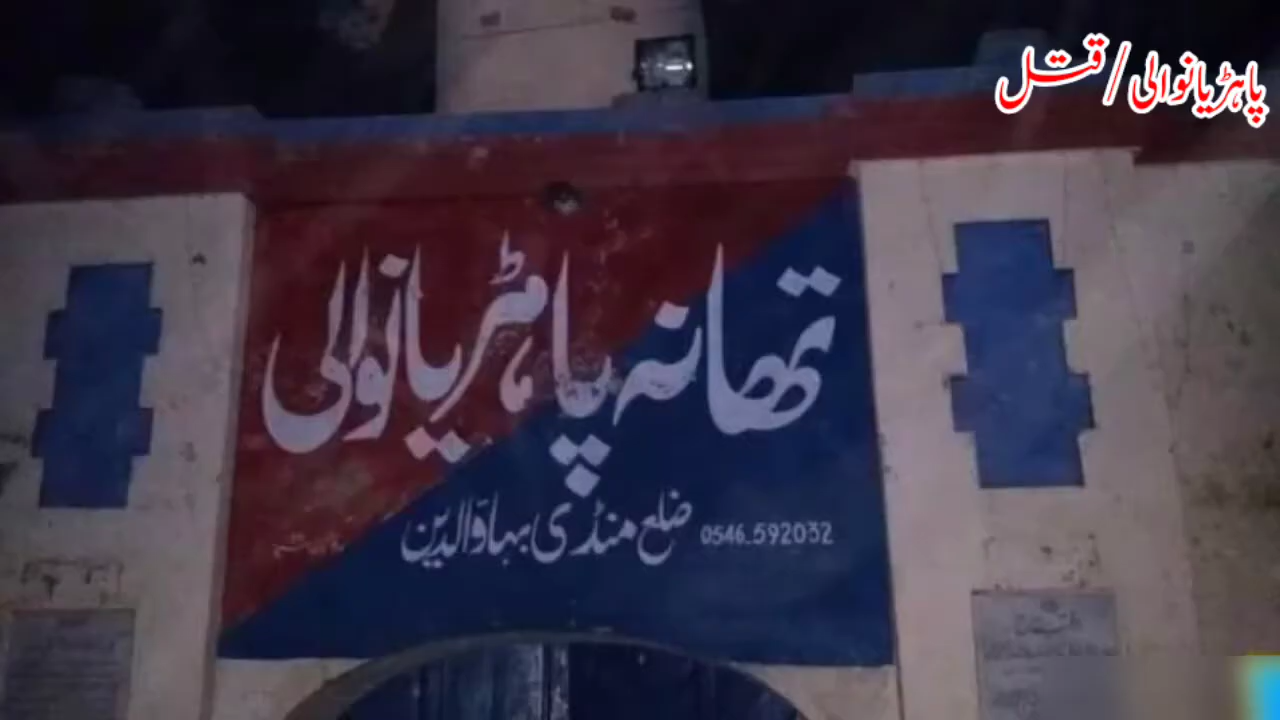 پاہڑیانوالی/قتل
تھانہ پاہڑیانوالی
ضلع منڈی بہاؤالدین 0546-592032